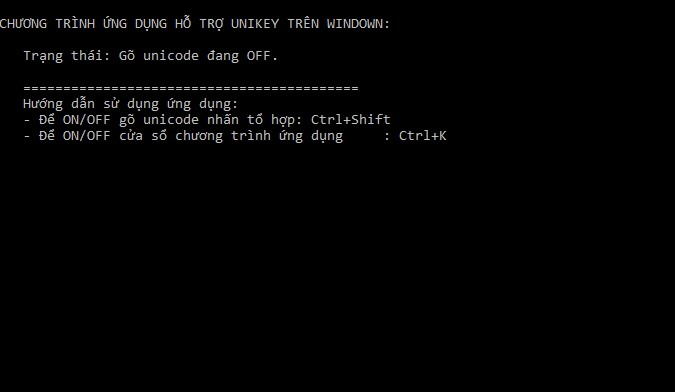 CHƯƠNG TRÌNH ỨNG DỤNG HỖ TRỢ UNIKEY TRÊN WINDOWN:
Trạng thái: Gõ unicode đang OFF.
==========================================
Hướng dẫn sử dụng ứng dụng:
- Để ON/OFF gõ unicode nhấn tổ hợp: Ctrl+Shift
- Để ON/OFF cửa sổ chương trình ứng dụng     : Ctrl+K